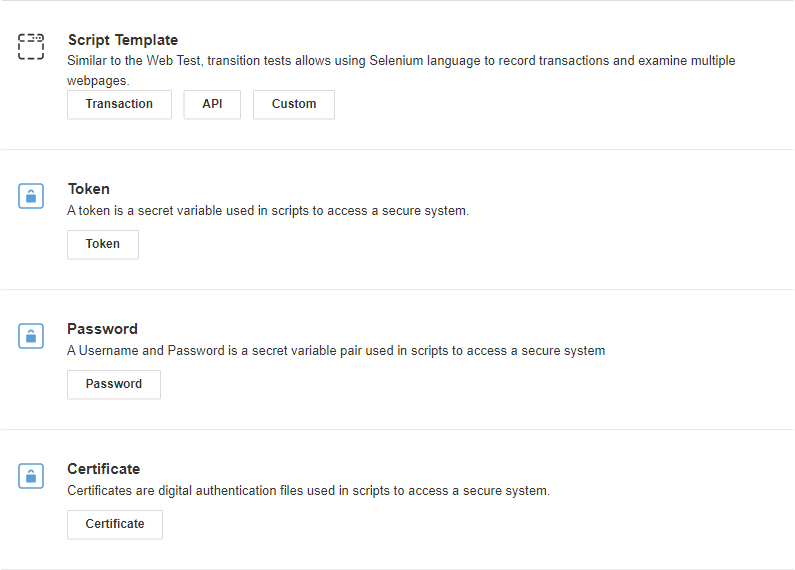 Script Template
Similar to the Web Test, transition tests allows using Selenium language to record transactions and examine multiple
webpages.
Transaction API Custom
Token
A token is a secret variable used in scripts to access a secure system.
Token
Password
A Username and Password is a secret variable pair used in scripts to access a secure system
Password
Certificate
Certificates are digital authentication files used in scripts to access a secure system.
Certificate